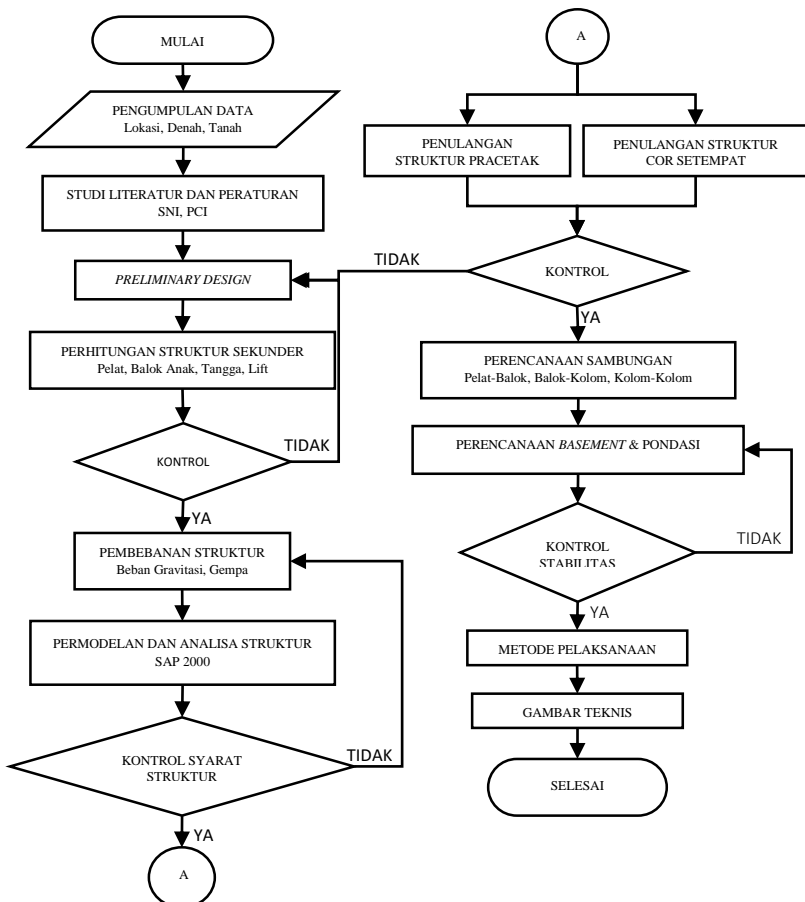 MULAI
PENGUMPULAN DATA
Lokasi, Denah, Tanah
STUDI LITERATUR DAN PERATURAN
SNI, PCI
PRELIMINARY DESIGN
PERHITUNGAN STRUKTUR SEKUNDER
Pelat, Balok Anak, Tangga, Lift
KONTROL
TIDAK
YA
PEMBEBANAN STRUKTUR
Beban Gravitasi, Gempa
PERMODELAN DAN ANALISA STRUKTUR
SAP 2000
KONTROL SYARAT
STRUKTUR
TIDAK
YA
A
A
PENULANGAN
STRUKTUR PRACETAK
PENULANGAN STRUKTUR
COR SETEMPAT
KONTROL
TIDAK
YA
PERENCANAAN SAMBUNGAN
Pelat-Balok, Balok-Kolom, Kolom-Kolom
PERENCANAAN BASEMENT & PONDASI
KONTROL
STABILITAS
TIDAK
YA
METODE PELAKSANAAN
GAMBAR TEKNIS
SELESAI